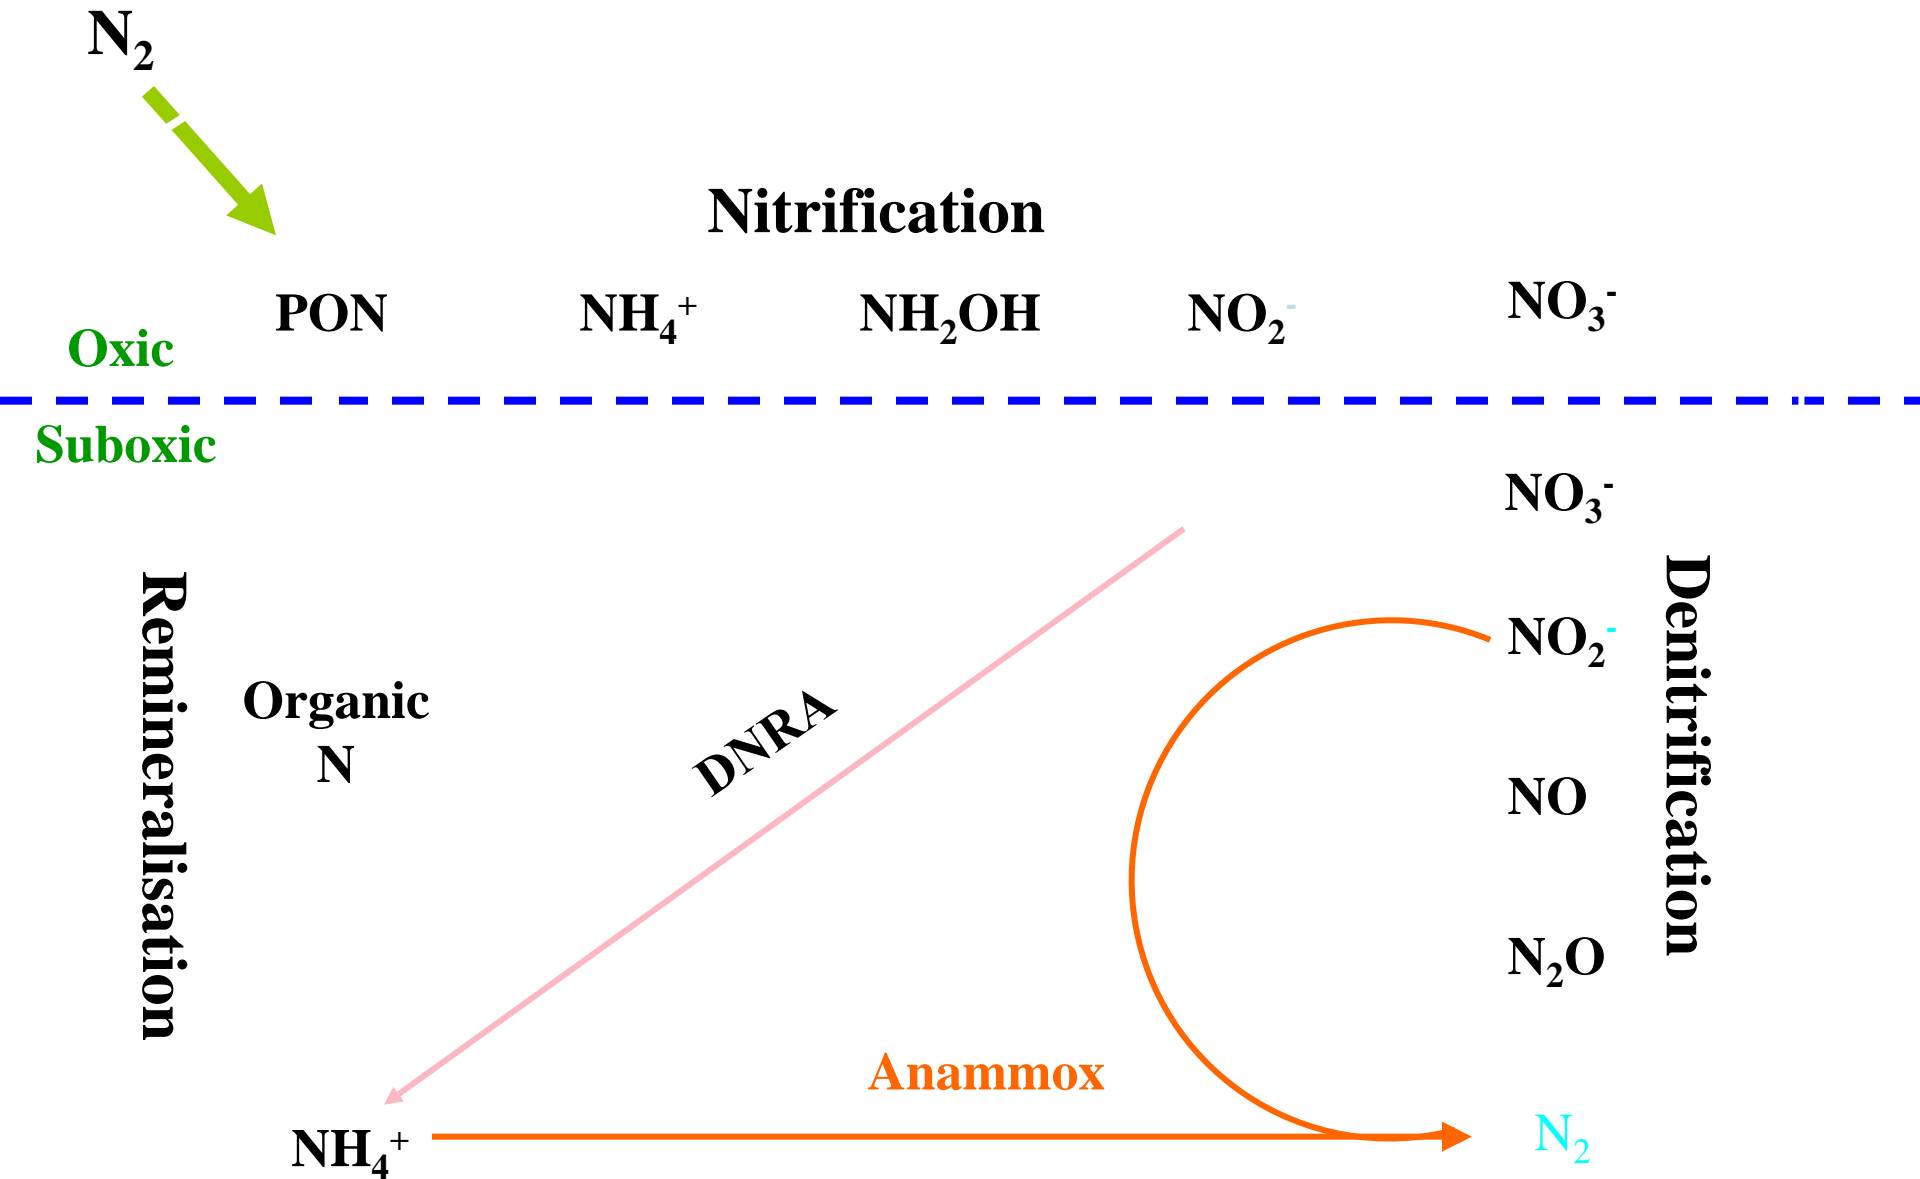 N₂
Nitrification
PON NH₄⁺ NH₂OH NO₂⁻ NO₃⁻
Oxic
Suboxic
NO₃⁻
Remineralisation
Denitrification
NO₂⁻
Organic
N
DNRA
NO
N₂O
Anammox
NH₄⁺
N₂